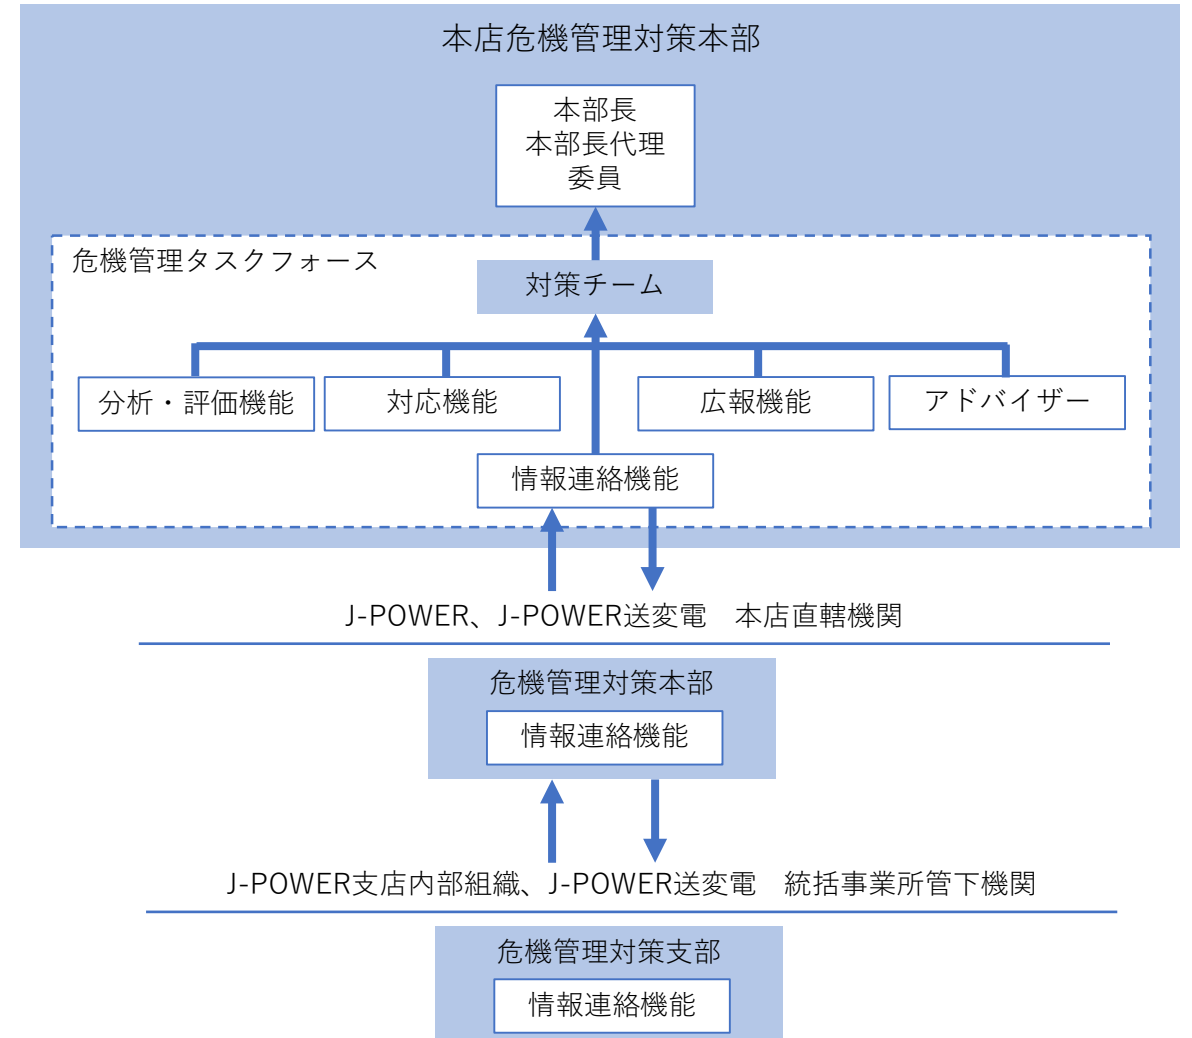 本店危機管理対策本部
本部長
本部長代理
委員
危機管理タスクフォース
対策チーム
分析・評価機能
対応機能
広報機能
アドバイザー
情報連絡機能
J-POWER、J-POWER送変電　本店直轄機関
危機管理対策本部
情報連絡機能
J-POWER支店内部組織、J-POWER送変電　統括事業所管下機関
危機管理対策支部
情報連絡機能